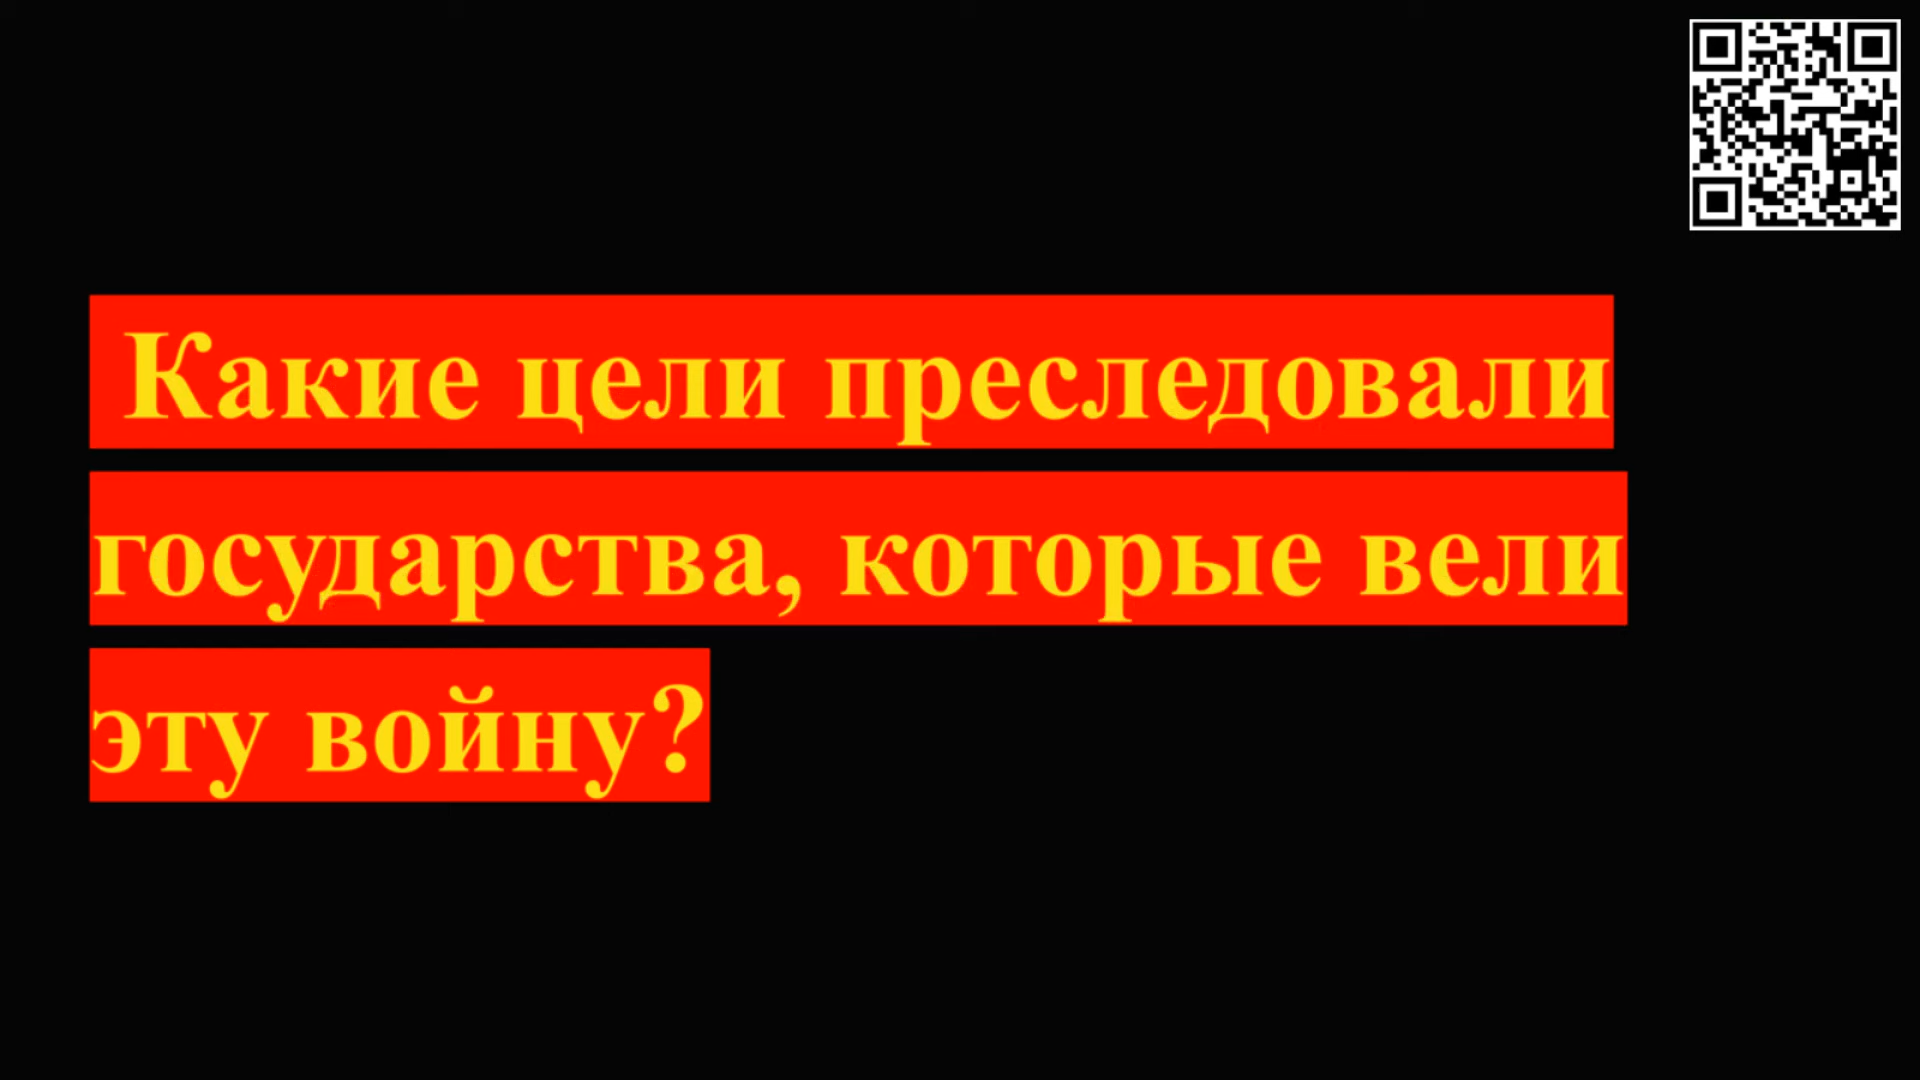 Какие цели преследовали
государства, которые вели
эту войну?